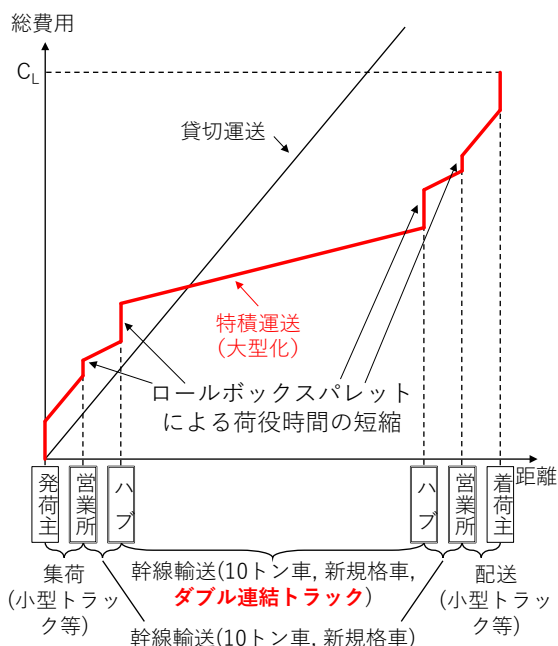 総費用
CL
貸切運送
特積運送
(大型化)
ロールボックスパレット
による荷役時間の短縮
距離
発荷主
営業所
ハブ
ハブ
営業所
着荷主
集荷
(小型トラッ
ク等)
幹線輸送(10トン車, 新規格車,
ダブル連結トラック)
配送
(小型トラッ
ク等)
幹線輸送(10トン車, 新規格車)